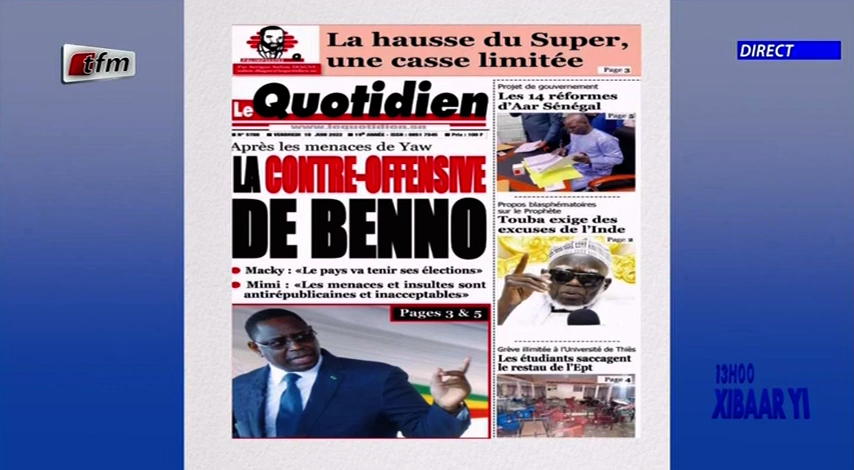 tfm
DIRECT
La hausse du Super,
une casse limitée
Page 3
Le Quotidien
www.lequotidien.sn
Après les menaces de Yaw
LA CONTRE-OFFENSIVE
DE BENNO
Macky : «Le pays va tenir ses élections»
Mimi : «Les menaces et insultes sont
antirépublicaines et inacceptables»
Pages 3 & 5
Projet de gouvernement
Les 14 réformes
d'Aar Sénégal
Page 5
Propos blasphématoires
sur le Prophète
Touba exige des
excuses de l'Inde
Page 2
Grève illimitée à l'Université de Thiès
Les étudiants saccagent
le restau de l'Ept
Page 4
13H00
XIBAAR YI